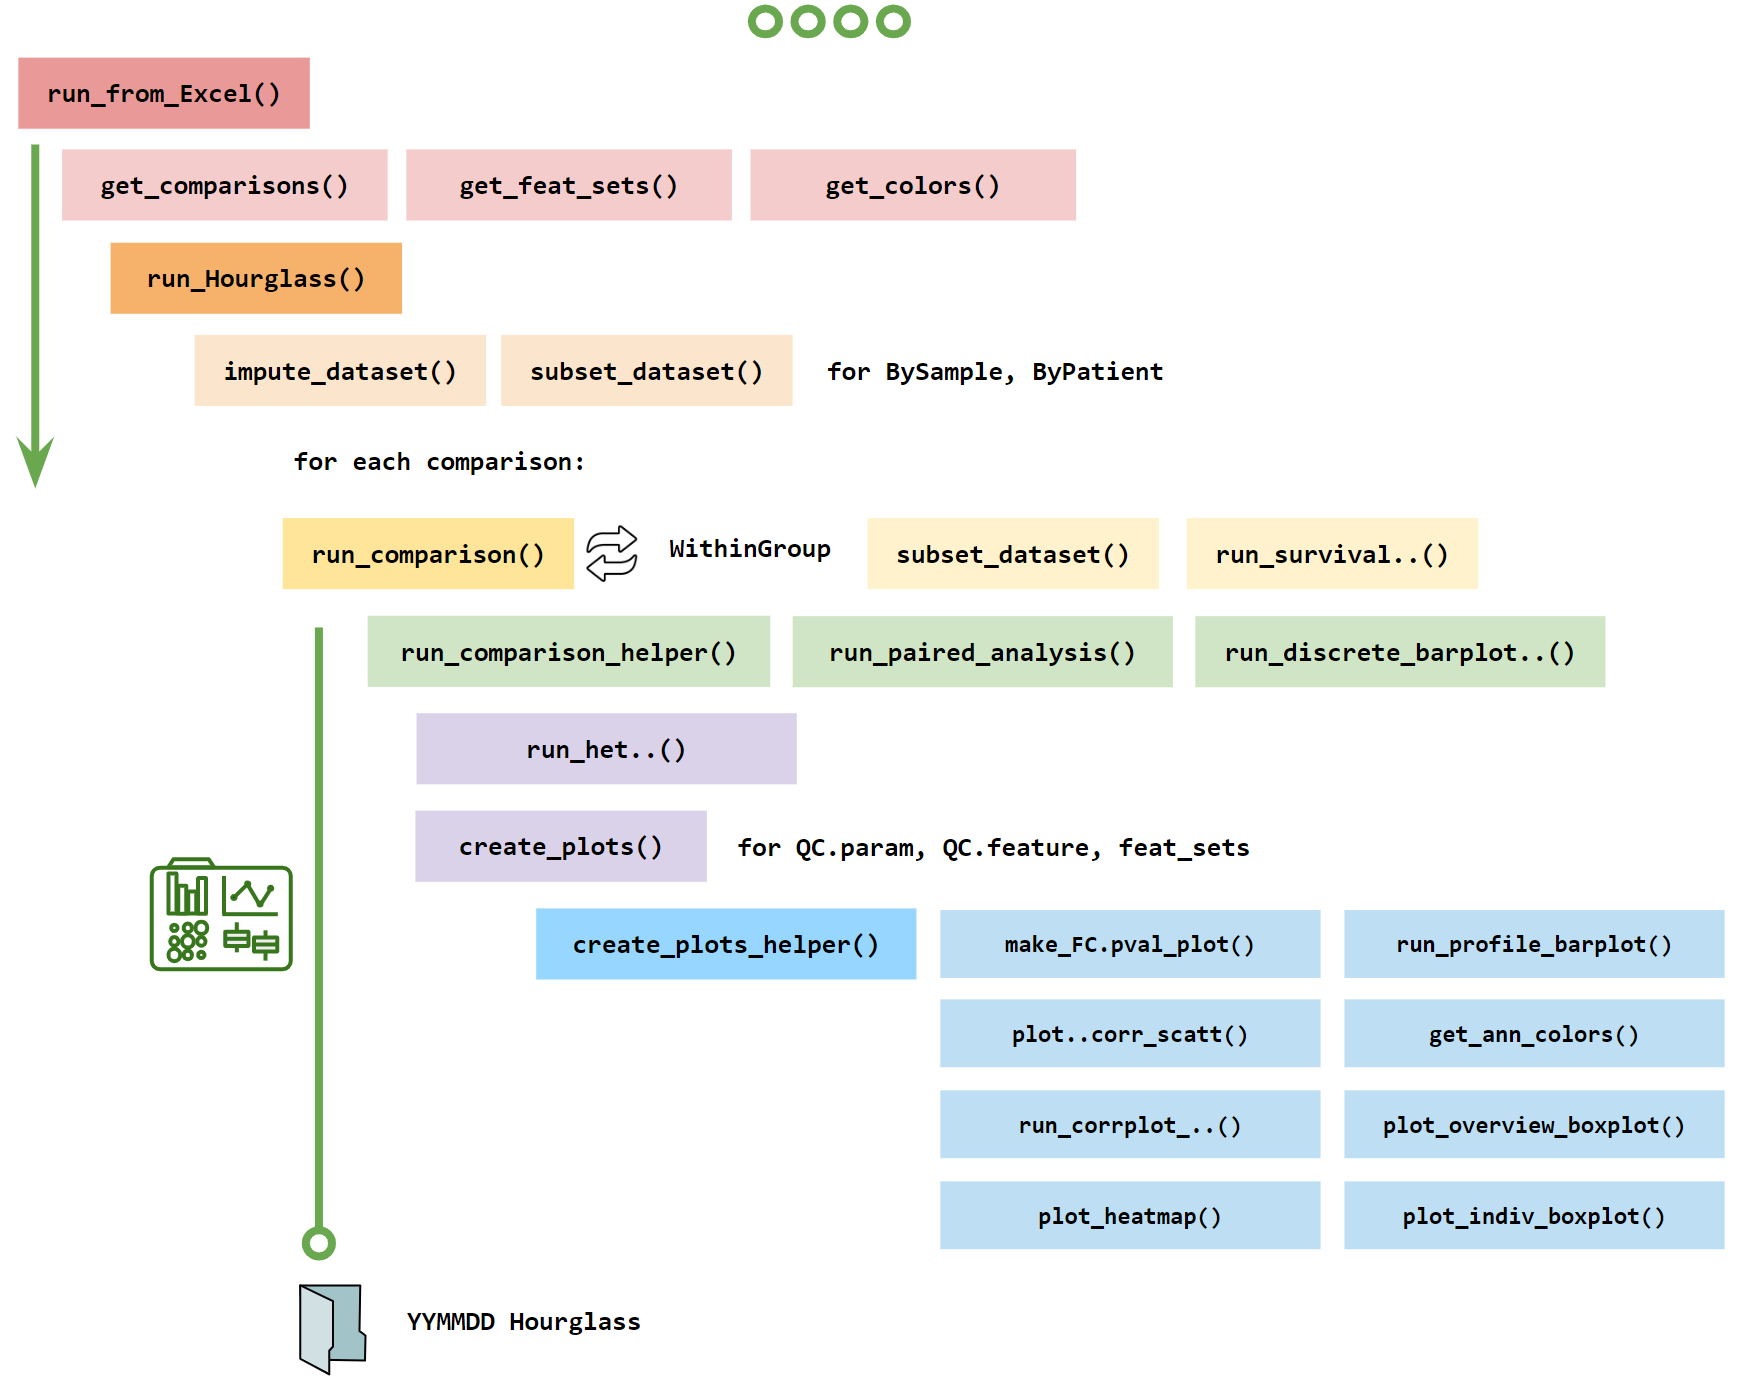 run_from_Excel()
get_comparisons() get_feat_sets() get_colors()
run_Hourglass()
impute_dataset() subset_dataset() for BySample, ByPatient
for each comparison:
run_comparison() WithinGroup subset_dataset() run_survival..()
run_comparison_helper() run_paired_analysis() run_discrete_barplot..()
run_het..()
create_plots() for QC.param, QC.feature, feat_sets
create_plots_helper() make_FC.pval_plot() run_profile_barplot()
plot..corr_scatt() get_ann_colors()
run_corrplot_..() plot_overview_boxplot()
plot_heatmap() plot_indiv_boxplot()
YYMMDD Hourglass